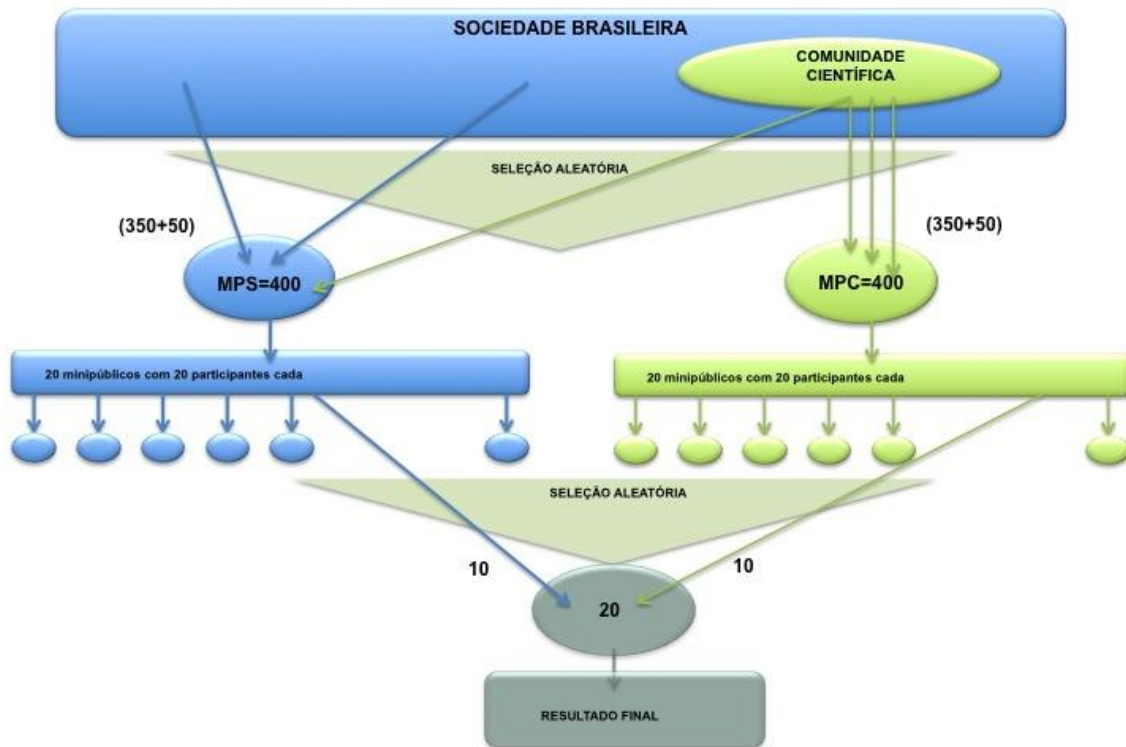 SOCIEDADE BRASILEIRA
COMUNIDADE
CIENTÍFICA
SELEÇÃO ALEATÓRIA
(350+50)
(350+50)
MPS=400
MPC=400
20 minipúblicos com 20 participantes cada
20 minipúblicos com 20 participantes cada
SELEÇÃO ALEATÓRIA
10
10
20
RESULTADO FINAL